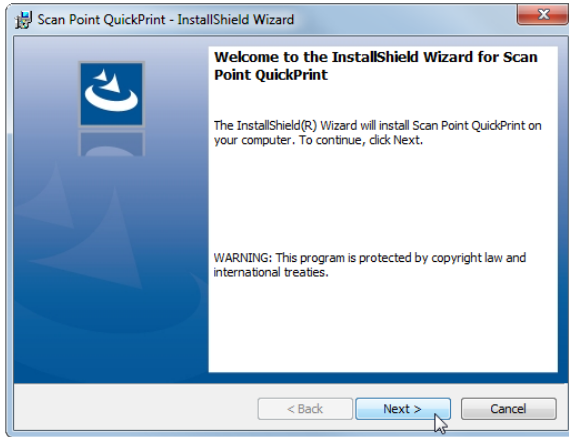 Scan Point QuickPrint - InstallShield Wizard
Welcome to the InstallShield Wizard for Scan
Point QuickPrint
The InstallShield(R) Wizard will install Scan Point QuickPrint on
your computer. To continue, click Next.
WARNING: This program is protected by copyright law and
international treaties.
< Back Next > Cancel